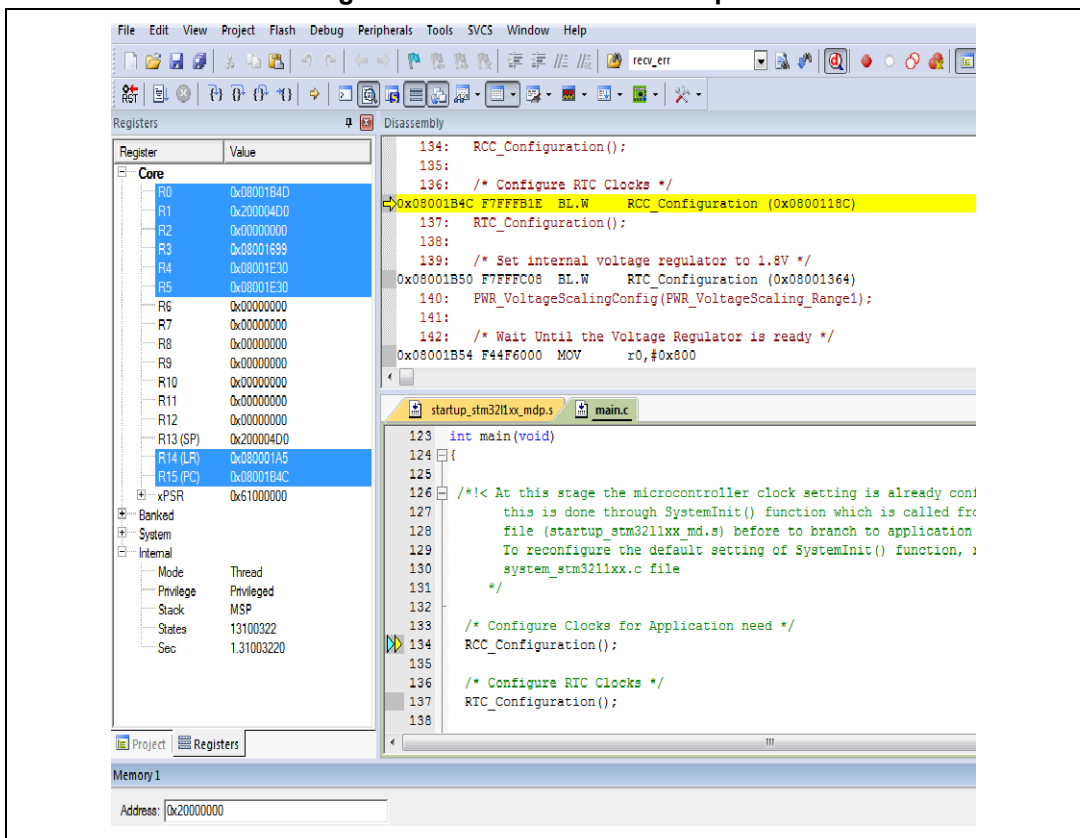 File Edit View Project Flash Debug Peripherals Tools SVCS Window Help
recv_err
RST
Registers
Register Value
Core
R0 0x08001B4D
R1 0x200004D0
R2 0x00000000
R3 0x08001699
R4 0x08001E30
R5 0x08001E30
R6 0x00000000
R7 0x00000000
R8 0x00000000
R9 0x00000000
R10 0x00000000
R11 0x00000000
R12 0x00000000
R13 (SP) 0x200004D0
R14 (LR) 0x080001A5
R15 (PC) 0x08001B4C
xPSR 0x61000000
Banked
System
Internal
Mode Thread
Privilege Privileged
Stack MSP
States 13100322
Sec 1.31003220
Project Registers
Disassembly
134: RCC_Configuration();
135:
136: /* Configure RTC Clocks */
0x08001B4C F7FFFB1E BL.W RCC_Configuration (0x0800118C)
137: RTC_Configuration();
138:
139: /* Set internal voltage regulator to 1.8V */
0x08001B50 F7FFFC08 BL.W RTC_Configuration (0x08001364)
140: PWR_VoltageScalingConfig(PWR_VoltageScaling_Range1);
141:
142: /* Wait Until the Voltage Regulator is ready */
0x08001B54 F44F6000 MOV r0,#0x800
startup_stm32l1xx_mdp.s main.c
123 int main(void)
124 {
125
126 /*!< At this stage the microcontroller clock setting is already
127 this is done through SystemInit() function which is called
128 file (startup_stm32l1xx_md.s) before to branch to application
129 To reconfigure the default setting of SystemInit() function,
130 system_stm32l1xx.c file
131 */
132
133 /* Configure Clocks for Application need */
134 RCC_Configuration();
135
136 /* Configure RTC Clocks */
137 RTC_Configuration();
138
Memory 1
Address: 0x20000000